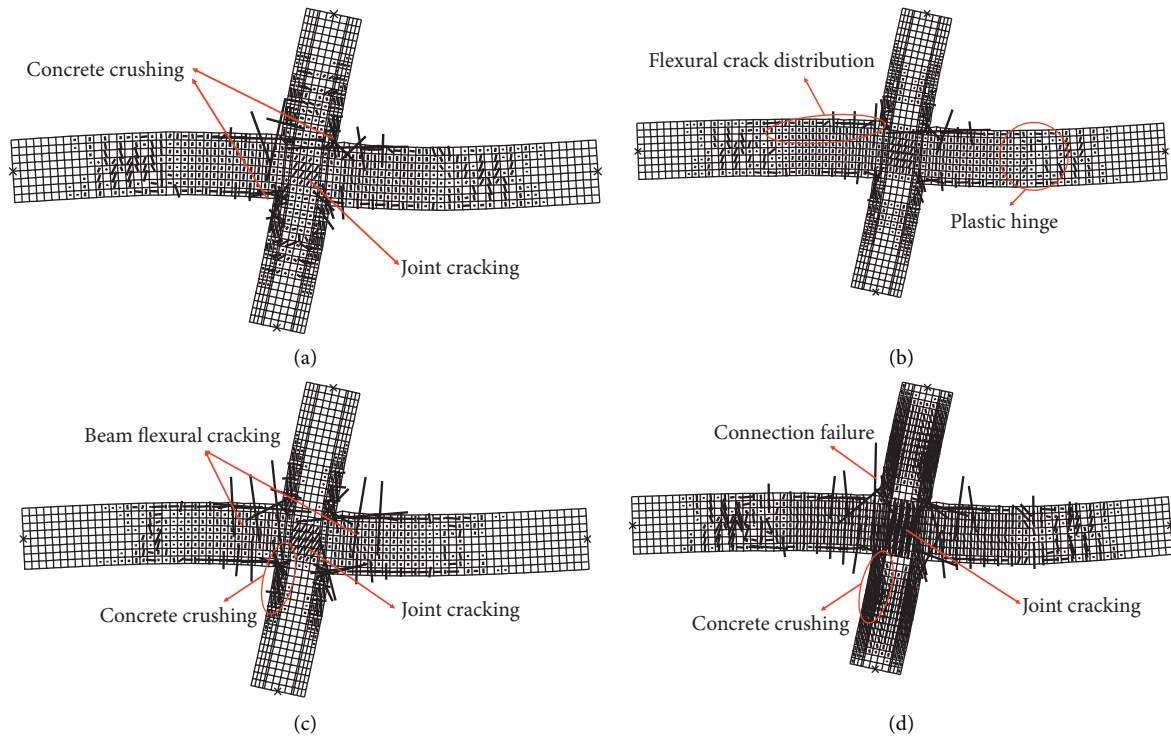 Concrete crushing
Joint cracking
(a)
Flexural crack distribution
Plastic hinge
(b)
Beam flexural cracking
Concrete crushing
Joint cracking
(c)
Connection failure
Concrete crushing
Joint cracking
(d)